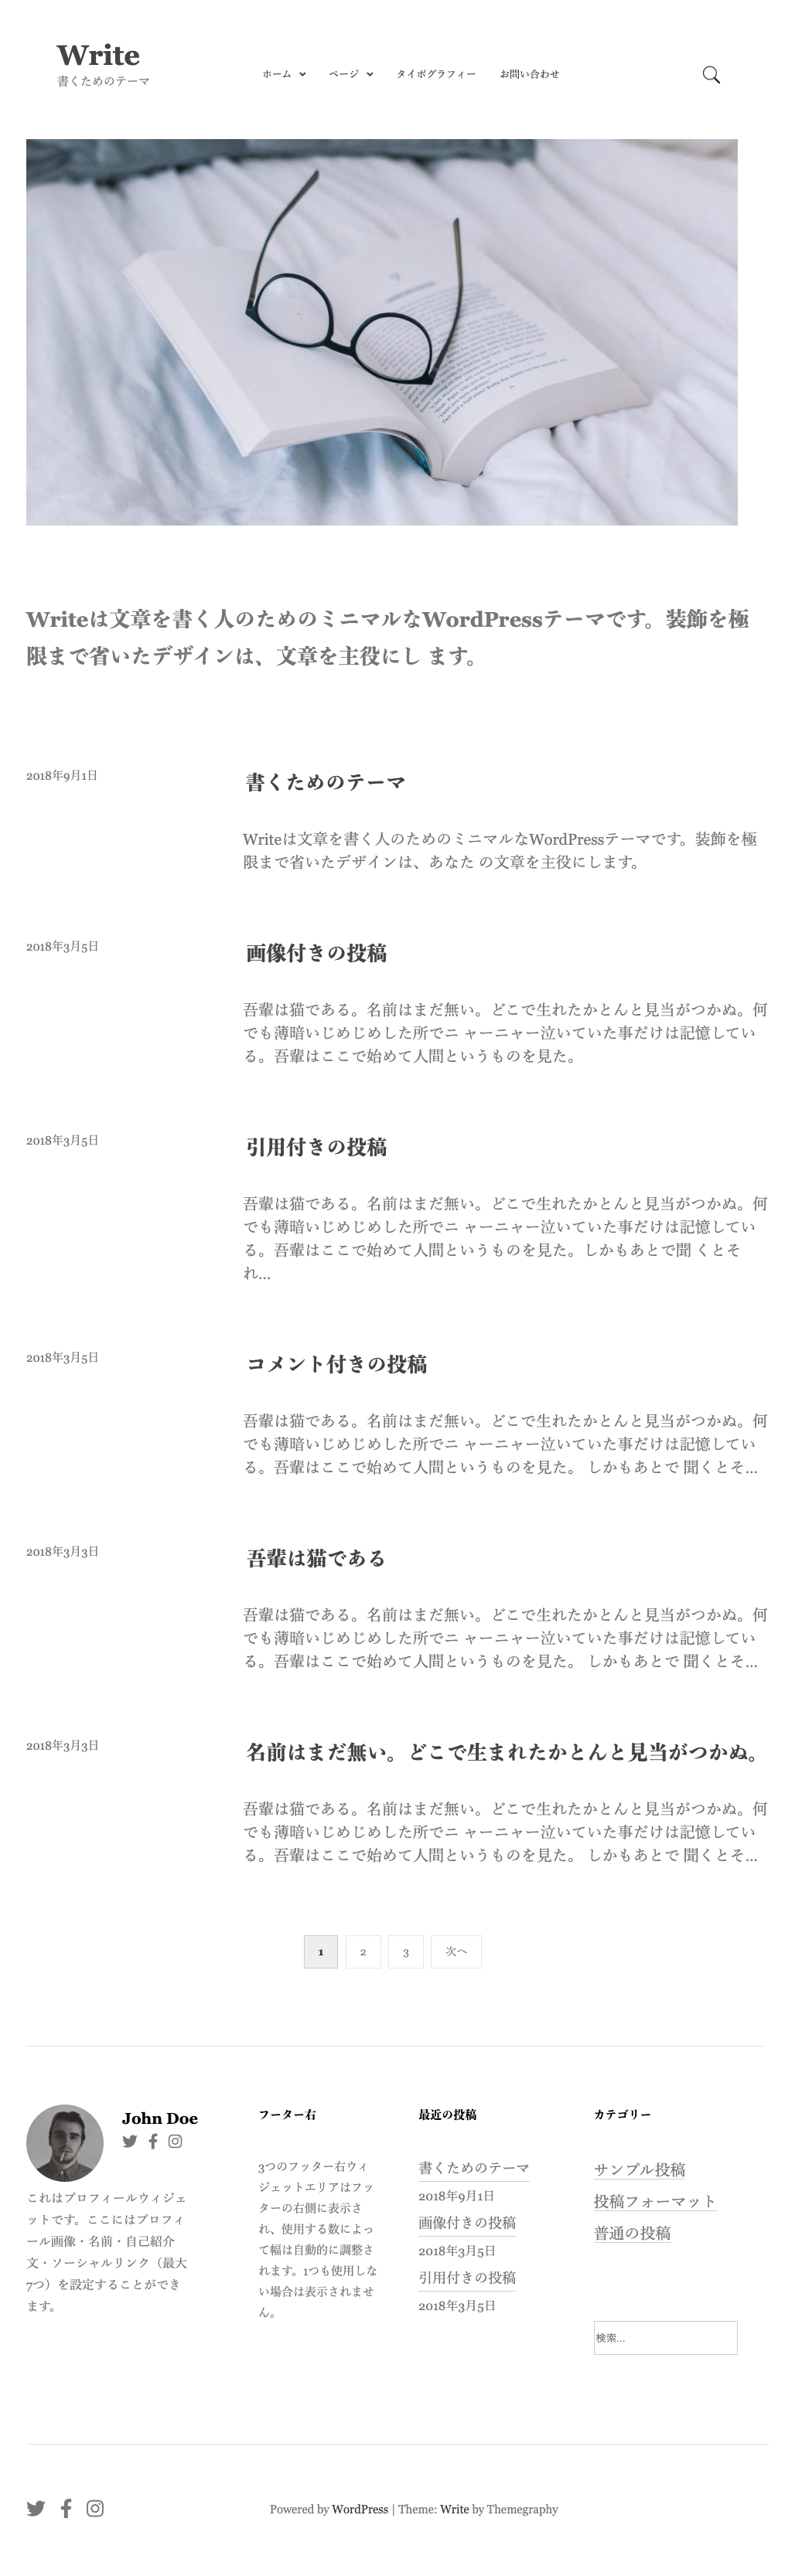 Write
書くためのテーマ
ホーム ページ タイポグラフィー お問い合わせ
Writeは文章を書く人のためのミニマルなWordPressテーマです。装飾を極
限まで省いたデザインは、文章を主役にし ます。
2018年9月1日
書くためのテーマ
Writeは文章を書く人のためのミニマルなWordPressテーマです。装飾を極
限まで省いたデザインは、あなた の文章を主役にします。
2018年3月5日
画像付きの投稿
吾輩は猫である。名前はまだ無い。どこで生れたかとんと見当がつかぬ。何
でも薄暗いじめじめした所でニ ャーニャー泣いていた事だけは記憶してい
る。吾輩はここで始めて人間というものを見た。
2018年3月5日
引用付きの投稿
吾輩は猫である。名前はまだ無い。どこで生れたかとんと見当がつかぬ。何
でも薄暗いじめじめした所でニ ャーニャー泣いていた事だけは記憶してい
る。吾輩はここで始めて人間というものを見た。しかもあとで聞 くとそ
れ...
2018年3月5日
コメント付きの投稿
吾輩は猫である。名前はまだ無い。どこで生れたかとんと見当がつかぬ。何
でも薄暗いじめじめした所でニ ャーニャー泣いていた事だけは記憶してい
る。吾輩はここで始めて人間というものを見た。 しかもあとで 聞くとそ...
2018年3月3日
吾輩は猫である
吾輩は猫である。名前はまだ無い。どこで生れたかとんと見当がつかぬ。何
でも薄暗いじめじめした所でニ ャーニャー泣いていた事だけは記憶してい
る。吾輩はここで始めて人間というものを見た。 しかもあとで 聞くとそ...
2018年3月3日
名前はまだ無い。どこで生まれたかとんと見当がつかぬ。
吾輩は猫である。名前はまだ無い。どこで生れたかとんと見当がつかぬ。何
でも薄暗いじめじめした所でニ ャーニャー泣いていた事だけは記憶してい
る。吾輩はここで始めて人間というものを見た。 しかもあとで 聞くとそ...
1 2 3 次へ
John Doe
これはプロフィールウィジェ
ットです。ここにはプロフィ
ール画像・名前・自己紹介
文・ソーシャルリンク（最大
7つ）を設定することができ
ます。
フーター右
3つのフッター右ウィ
ジェットエリアはフッ
ターの右側に表示さ
れ、使用する数によっ
て幅は自動的に調整さ
れます。1つも使用しな
い場合は表示されませ
ん。
最近の投稿
書くためのテーマ
2018年9月1日
画像付きの投稿
2018年3月5日
引用付きの投稿
2018年3月5日
カテゴリー
サンプル投稿
投稿フォーマット
普通の投稿
検索...
Powered by WordPress | Theme: Write by Themegraphy